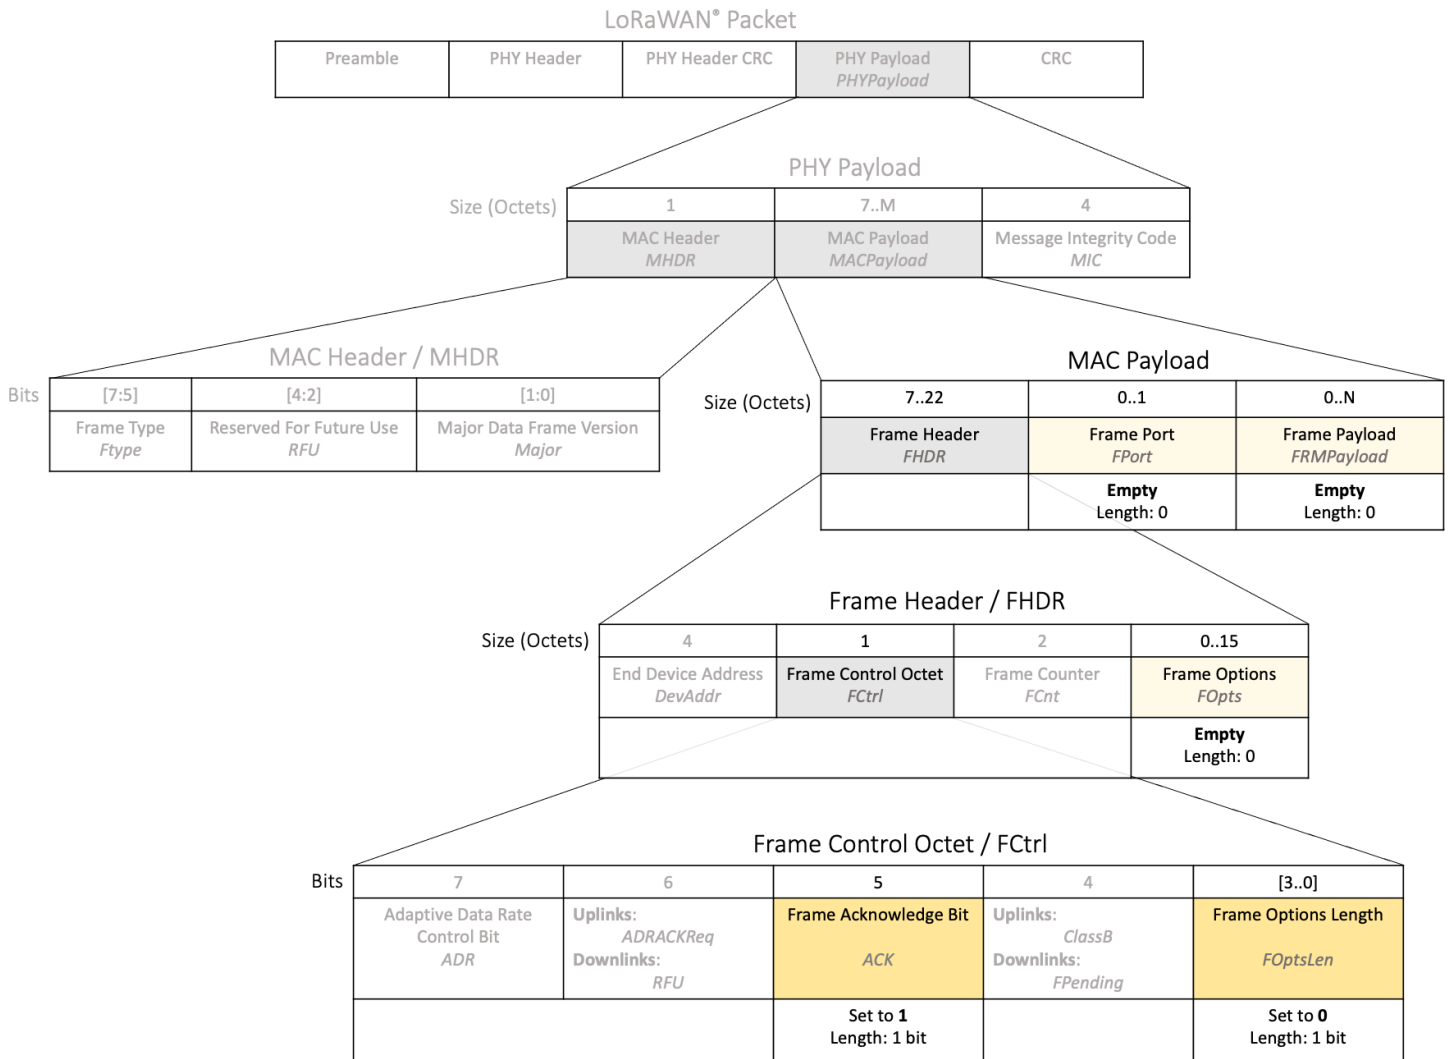 LoRaWAN® Packet
Preamble
PHY Header
PHY Header CRC
PHY Payload
PHYPayload
CRC
PHY Payload
Size (Octets)
1
7..M
4
MAC Header
MHDR
MAC Payload
MACPayload
Message Integrity Code
MIC
MAC Header / MHDR
Bits
[7:5]
[4:2]
[1:0]
Frame Type
Ftype
Reserved For Future Use
RFU
Major Data Frame Version
Major
MAC Payload
Size (Octets)
7..22
0..1
0..N
Frame Header
FHDR
Frame Port
FPort
Frame Payload
FRMPayload
Empty
Length: 0
Empty
Length: 0
Frame Header / FHDR
Size (Octets)
4
1
2
0..15
End Device Address
DevAddr
Frame Control Octet
FCtrl
Frame Counter
FCnt
Frame Options
FOpts
Empty
Length: 0
Frame Control Octet / FCtrl
Bits
7
6
5
4
[3..0]
Adaptive Data Rate
Control Bit
ADR
Uplinks:
ADRACKReq
Downlinks:
RFU
Frame Acknowledge Bit
ACK
Uplinks:
ClassB
Downlinks:
FPending
Frame Options Length
FOptsLen
Set to 1
Length: 1 bit
Set to 0
Length: 1 bit